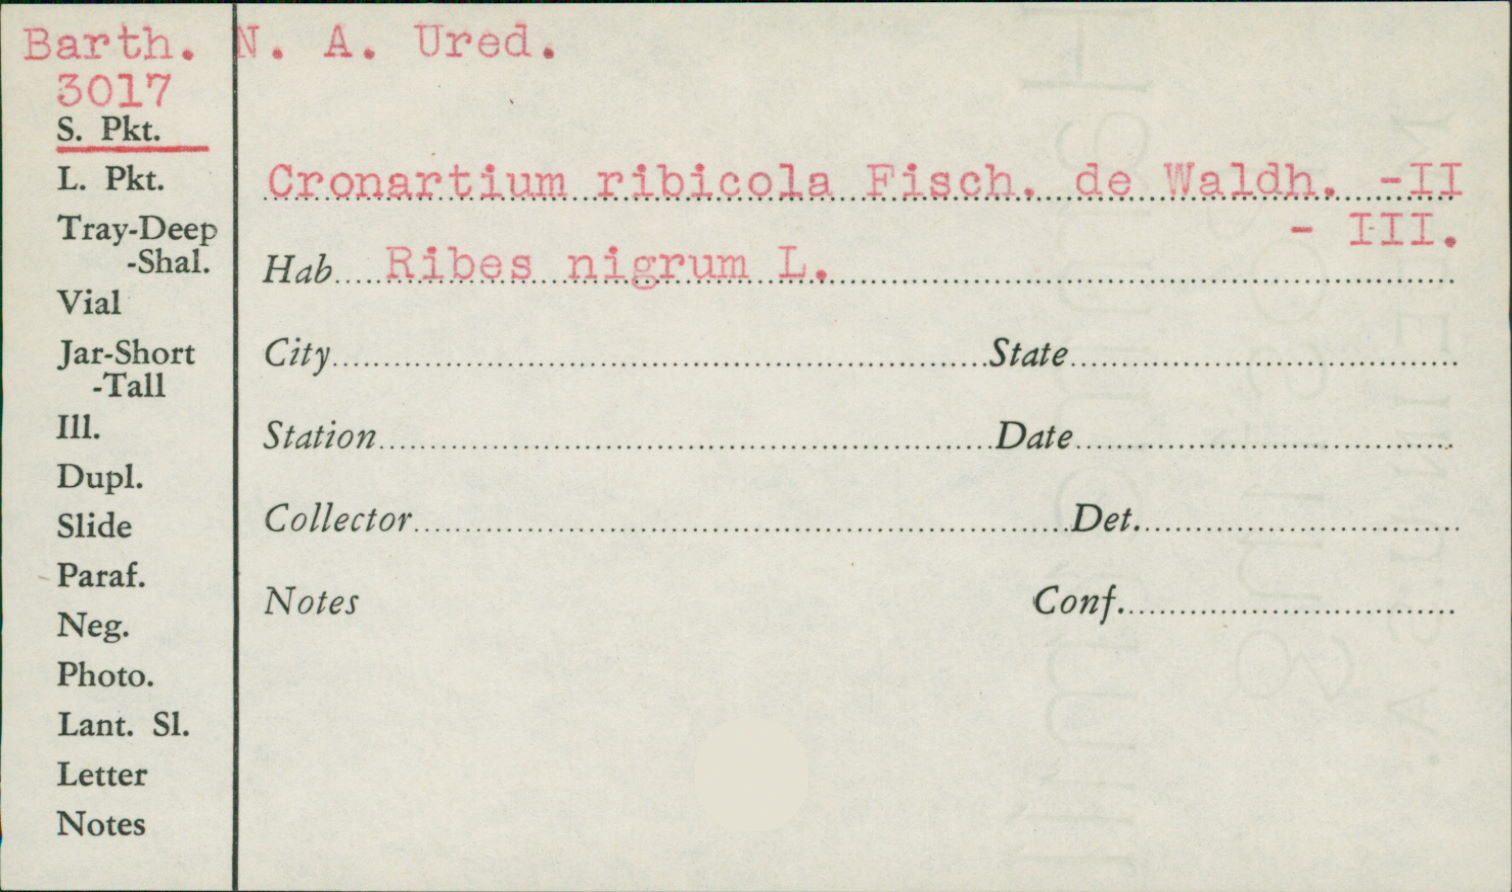 Barth. N. A. Ured.
3017
S. Pkt.
L. Pkt.
Tray-Deep
-Shal.
Vial
Jar-Short
-Tall
Ill.
Dupl.
Slide
Paraf.
Neg.
Photo.
Lant. Sl.
Letter
Notes
Cronartium ribicola Fisch. de Waldh. -II
- III.
Hab Ribes nigrum L.
City State
Station Date
Collector Det.
Notes Conf.